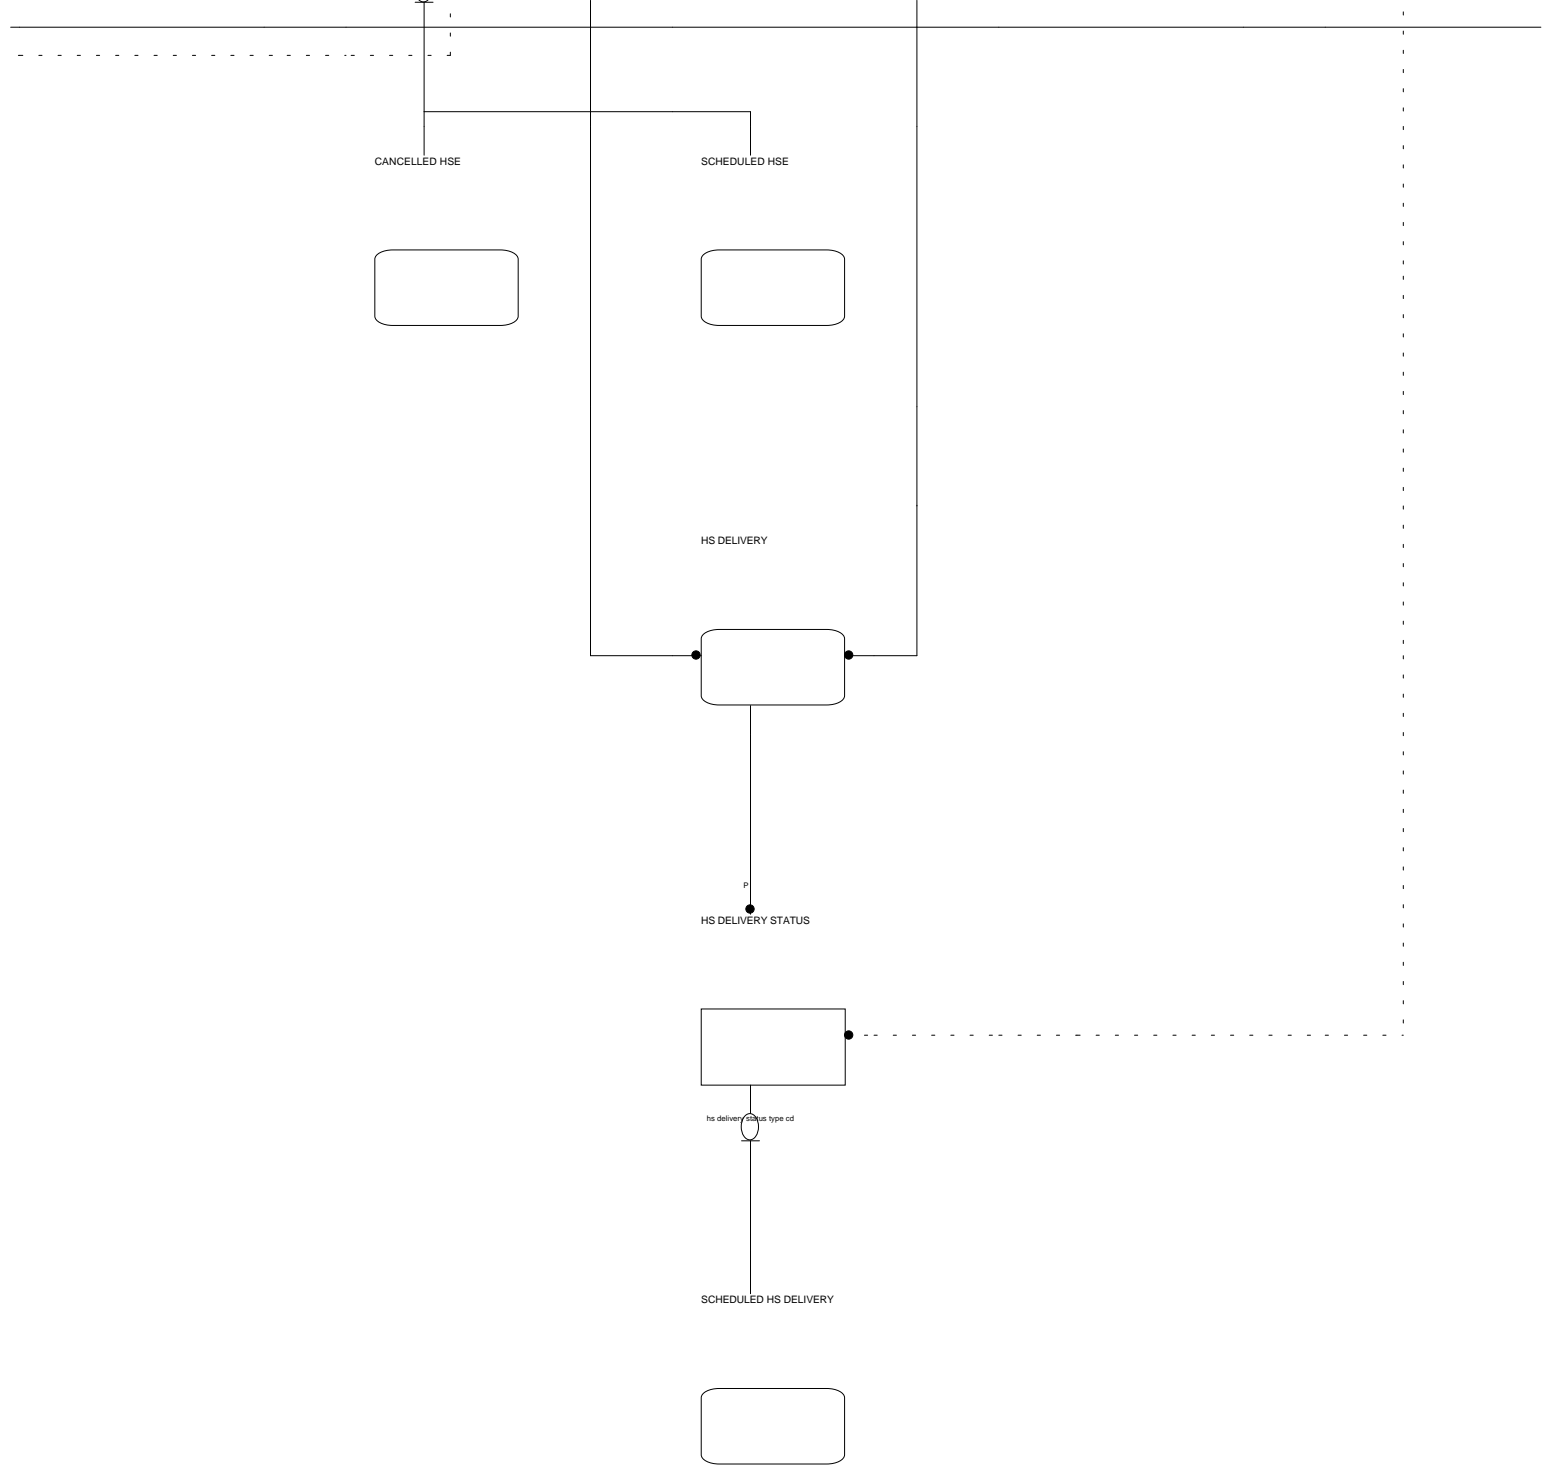 CANCELLED HSE
SCHEDULED HSE
HS DELIVERY
P
HS DELIVERY STATUS
hs delivery status type cd
SCHEDULED HS DELIVERY